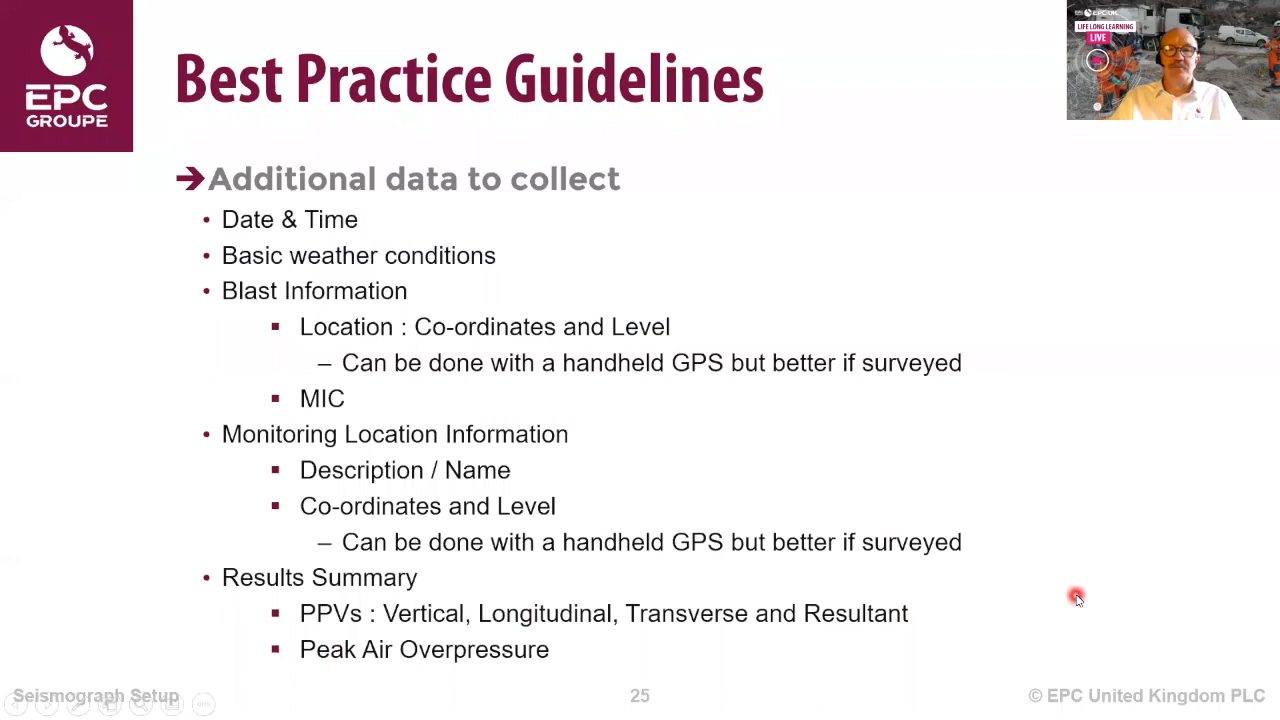 EPC
GROUPE
Best Practice Guidelines
EPC-UK
LIFE LONG LEARNING
LIVE
Additional data to collect
• Date & Time
• Basic weather conditions
• Blast Information
▪ Location : Co-ordinates and Level
– Can be done with a handheld GPS but better if surveyed
▪ MIC
• Monitoring Location Information
▪ Description / Name
▪ Co-ordinates and Level
– Can be done with a handheld GPS but better if surveyed
• Results Summary
▪ PPVs : Vertical, Longitudinal, Transverse and Resultant
▪ Peak Air Overpressure
Seismograph Setup
25
© EPC United Kingdom PLC